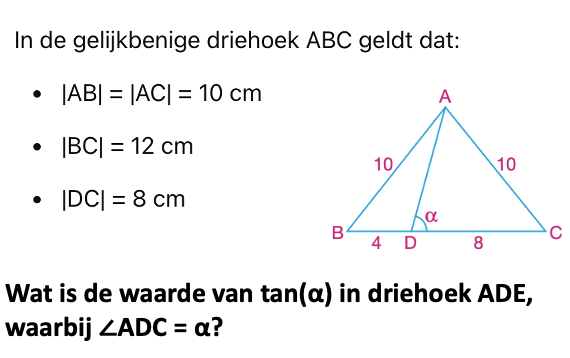 In de gelijkbenige driehoek ABC geldt dat:
• |AB| = |AC| = 10 cm
• |BC| = 12 cm
• |DC| = 8 cm
A
10 10
α
B 4 D 8 C
Wat is de waarde van tan(α) in driehoek ADE,
waarbij ∠ADC = α?